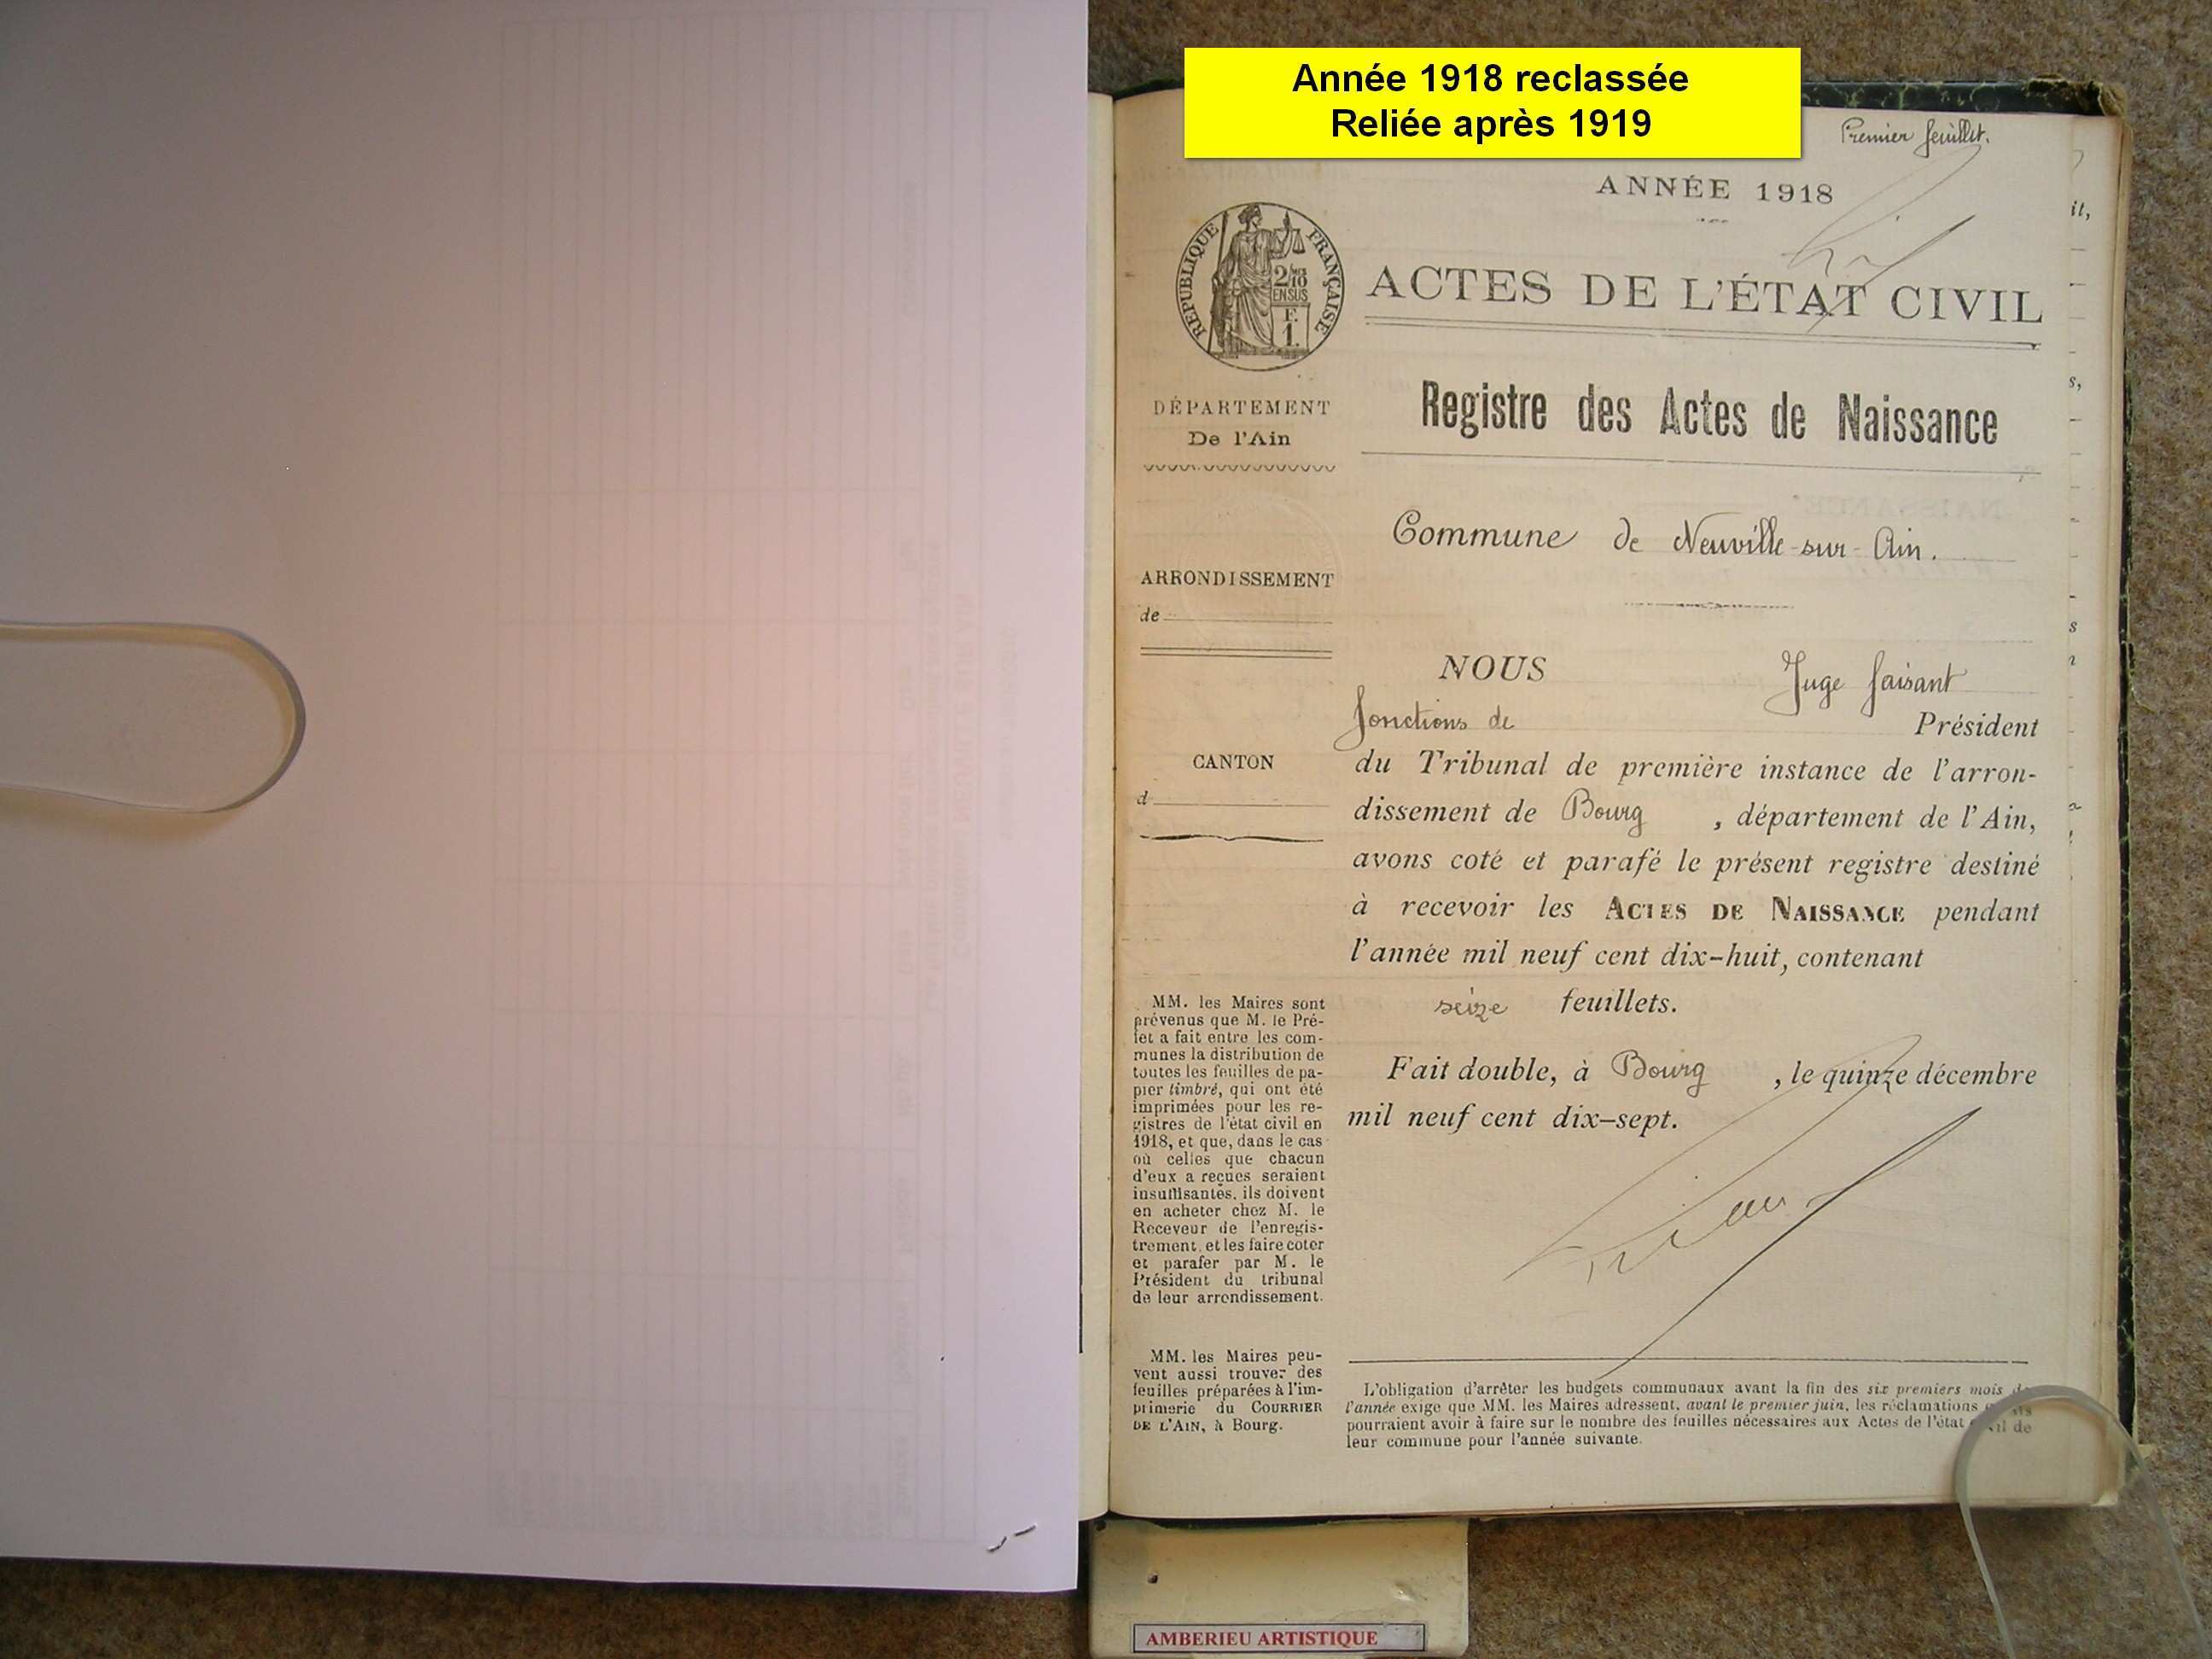 Année 1918 reclassée
Reliée après 1919
Premier feuillet.
ANNÉE 1918
RÉPUBLIQUE FRANÇAISE
2/10
EN SUS
F.
1.
ACTES DE L'ÉTAT CIVIL
DÉPARTEMENT
De l'Ain
Registre des Actes de Naissance
Commune de Neuville-sur-Ain.
ARRONDISSEMENT
de
CANTON
d
NOUS Juge faisant
fonctions de Président
du Tribunal de première instance de l'arron-
dissement de Bourg , département de l'Ain,
avons coté et parafé le présent registre destiné
à recevoir les ACTES DE NAISSANCE pendant
l'année mil neuf cent dix-huit, contenant
seize feuillets.
Fait double, à Bourg , le quinze décembre
mil neuf cent dix-sept.
MM. les Maires sont
prévenus que M. le Pré-
fet a fait entre les com-
munes la distribution de
toutes les feuilles de pa-
pier timbré, qui ont été
imprimées pour les re-
gistres de l'état civil en
1918, et que, dans le cas
où celles que chacun
d'eux a reçues seraient
insuffisantes, ils doivent
en acheter chez M. le
Receveur de l'enregis-
trement, et les faire coter
et parafer par M. le
Président du tribunal
de leur arrondissement.
MM. les Maires peu-
vent aussi trouver des
feuilles préparées à l'im-
primerie du COURRIER
DE L'AIN, à Bourg.
L'obligation d'arrêter les budgets communaux avant la fin des six premiers mois de
l'année exige que MM. les Maires adressent, avant le premier juin, les réclamations qu'ils
pourraient avoir à faire sur le nombre des feuilles nécessaires aux Actes de l'état civil de
leur commune pour l'année suivante.
AMBERIEU ARTISTIQUE